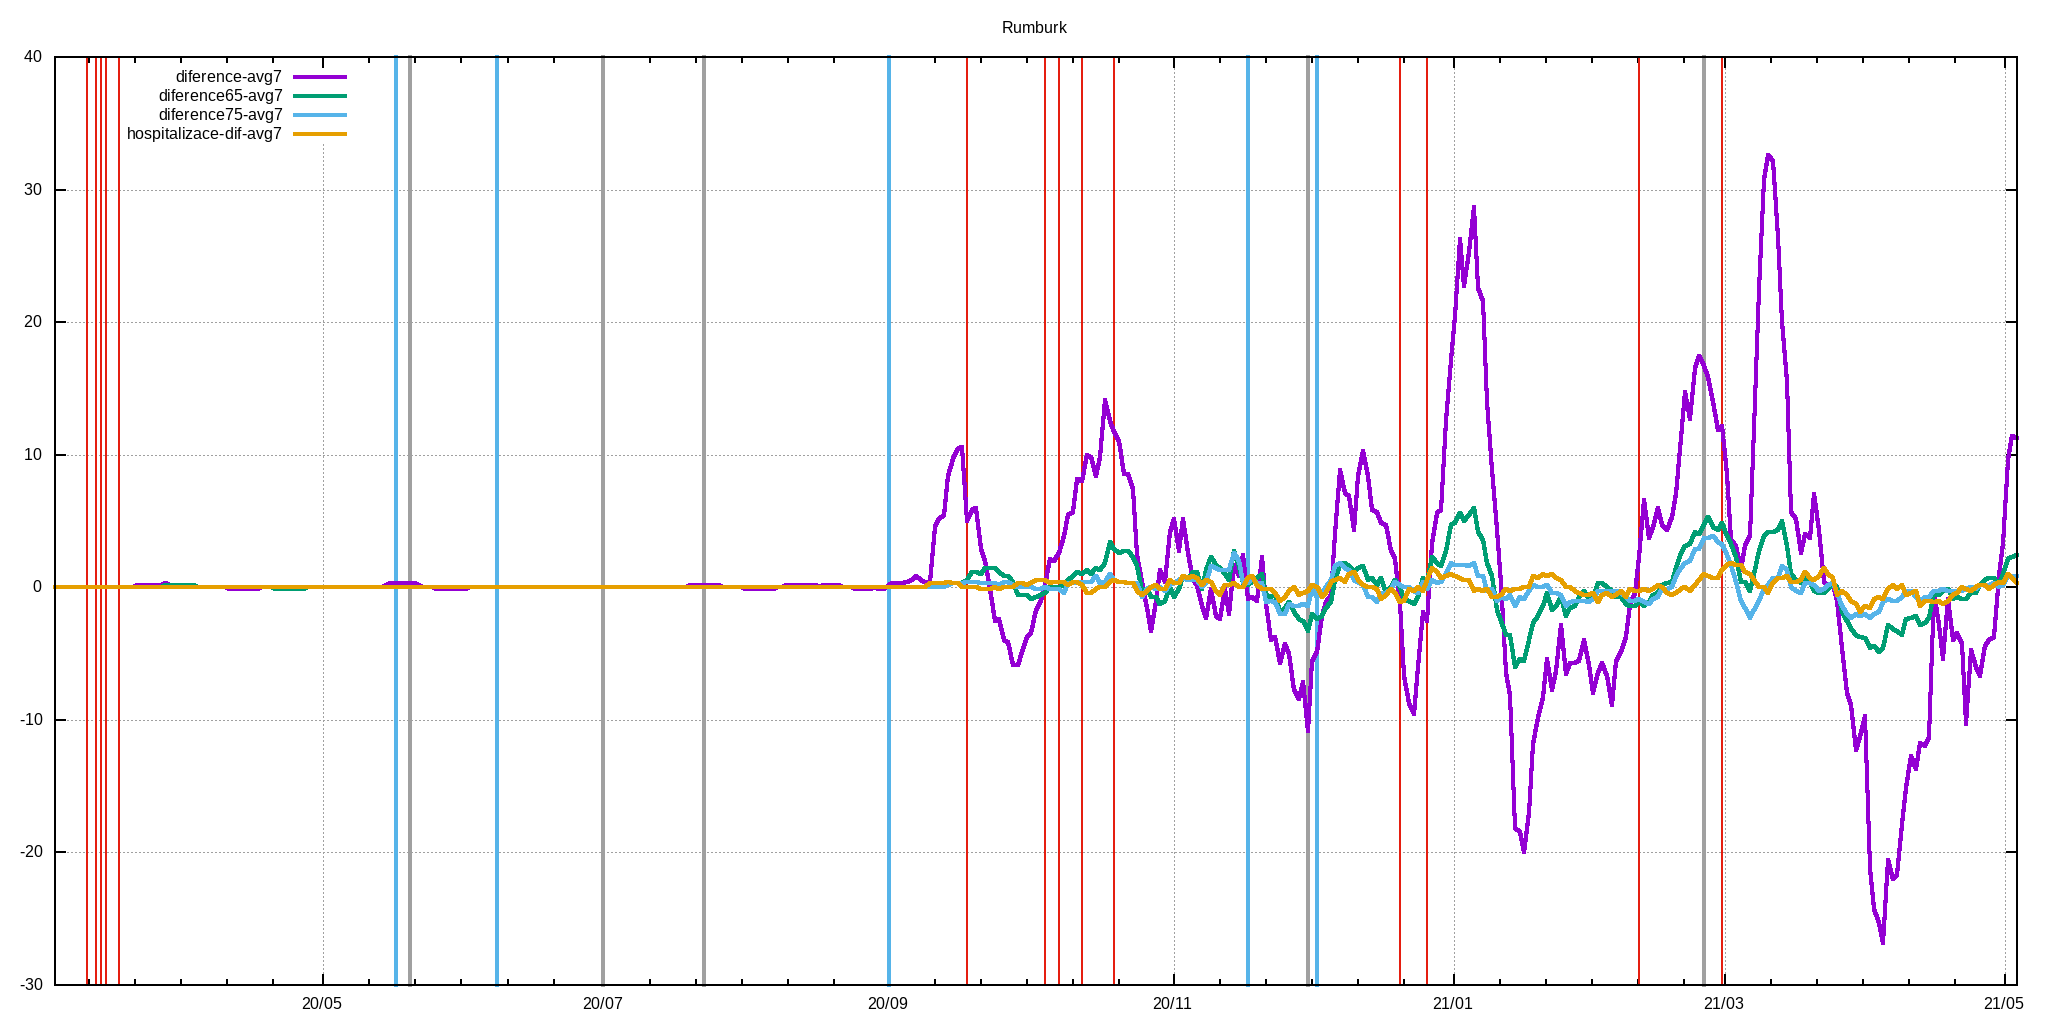 Rumburk
40
30
20
10
0
-10
-20
-30
diference-avg7
diference65-avg7
diference75-avg7
hospitalizace-dif-avg7
20/05 20/07 20/09 20/11 21/01 21/03 21/05